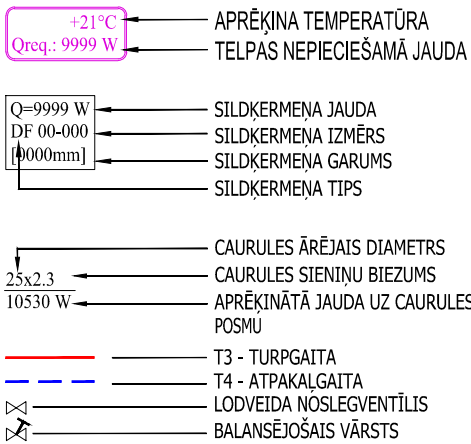 +21°C APRĒĶINA TEMPERATŪRA
Qreq.: 9999 W TELPAS NEPIECIEŠAMĀ JAUDA
Q=9999 W SILDĶERMEŅA JAUDA
DF 00-000 SILDĶERMEŅA IZMĒRS
[0000mm] SILDĶERMEŅA GARUMS
SILDĶERMEŅA TIPS
CAURULES ĀRĒJAIS DIAMETRS
25x2.3 CAURULES SIENIŅU BIEZUMS
10530 W APRĒĶINĀTĀ JAUDA UZ CAURULES
POSMU
T3 - TURPGAITA
T4 - ATPAKAĻGAITA
LODVEIDA NOSLĒGVENTĪLIS
BALANSĒJOŠAIS VĀRSTS